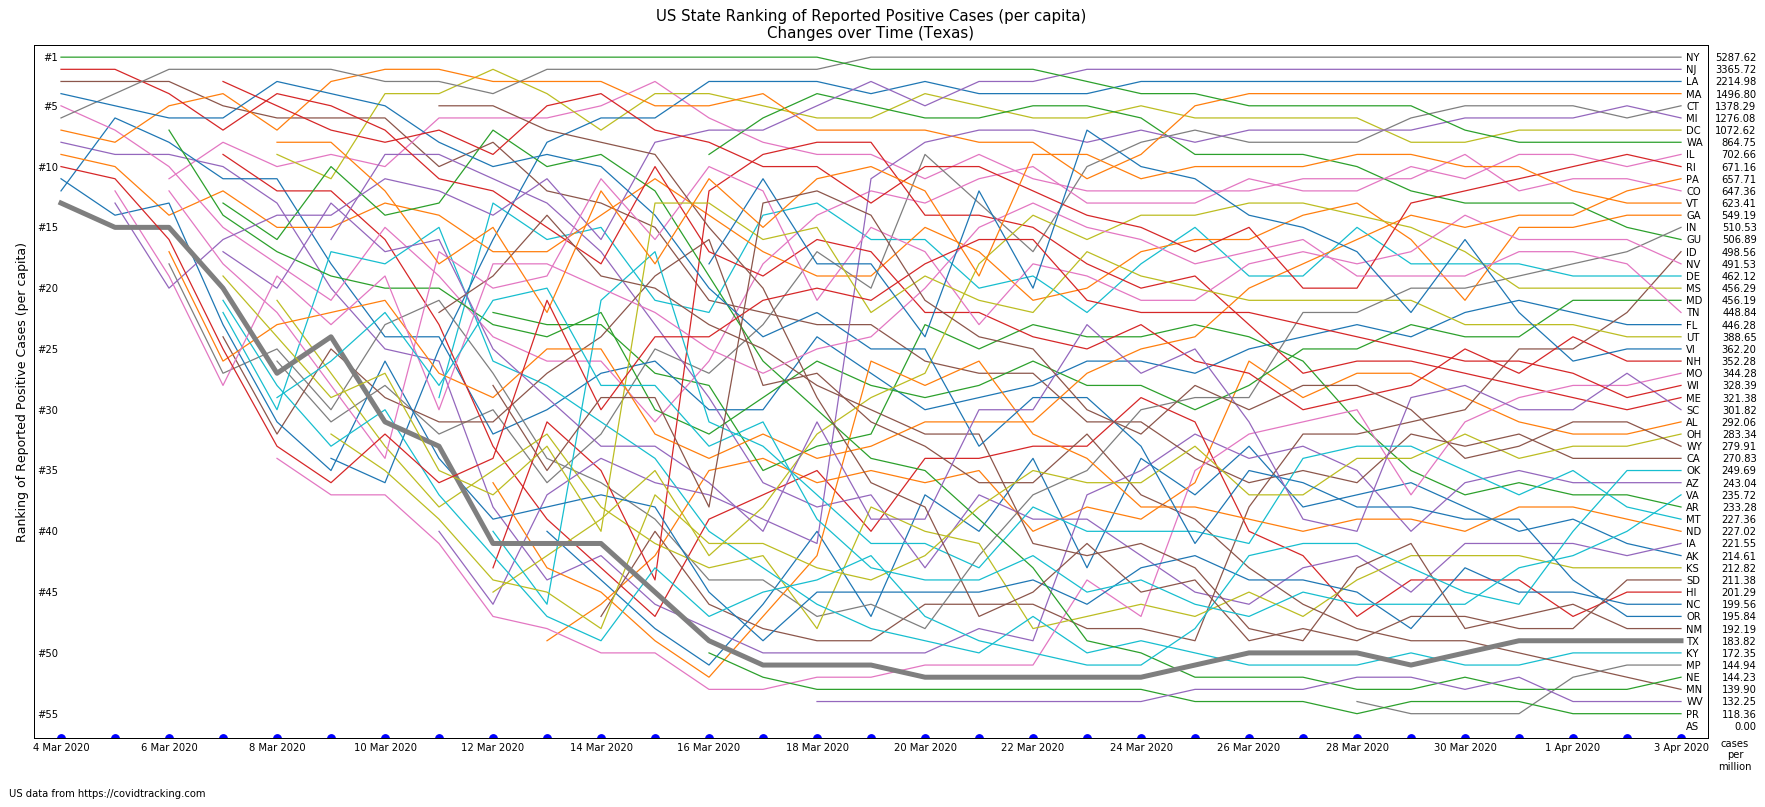 US State Ranking of Reported Positive Cases (per capita)
Changes over Time (Texas)
Ranking of Reported Positive Cases (per capita)
#1
#5
#10
#15
#20
#25
#30
#35
#40
#45
#50
#55
NY 5287.62
NJ 3365.72
LA 2214.98
MA 1496.80
CT 1378.29
MI 1276.08
DC 1072.62
WA 864.75
IL 702.66
RI 671.16
PA 657.71
CO 647.36
VT 623.41
GA 549.19
IN 510.53
GU 506.89
ID 498.56
NV 491.53
DE 462.12
MS 456.29
MD 456.19
TN 448.84
FL 446.28
UT 388.65
VI 362.20
NH 352.28
MO 344.28
WI 328.39
ME 321.38
SC 301.82
AL 292.06
OH 283.34
WY 279.91
CA 270.83
OK 249.69
AZ 243.04
VA 235.72
AR 233.28
MT 227.36
ND 227.02
IA 221.55
AK 214.61
KS 212.82
SD 211.38
HI 201.29
NC 199.56
OR 195.84
NM 192.19
TX 183.82
KY 172.35
MP 144.94
NE 144.23
MN 139.90
WV 132.25
PR 118.36
AS 0.00
4 Mar 2020 6 Mar 2020 8 Mar 2020 10 Mar 2020 12 Mar 2020 14 Mar 2020 16 Mar 2020 18 Mar 2020 20 Mar 2020 22 Mar 2020 24 Mar 2020 26 Mar 2020 28 Mar 2020 30 Mar 2020 1 Apr 2020 3 Apr 2020
cases
per
million
US data from https://covidtracking.com